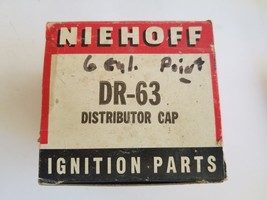 NIEHOFF
6 Cyl. Point
DR-63
DISTRIBUTOR CAP
IGNITION PARTS